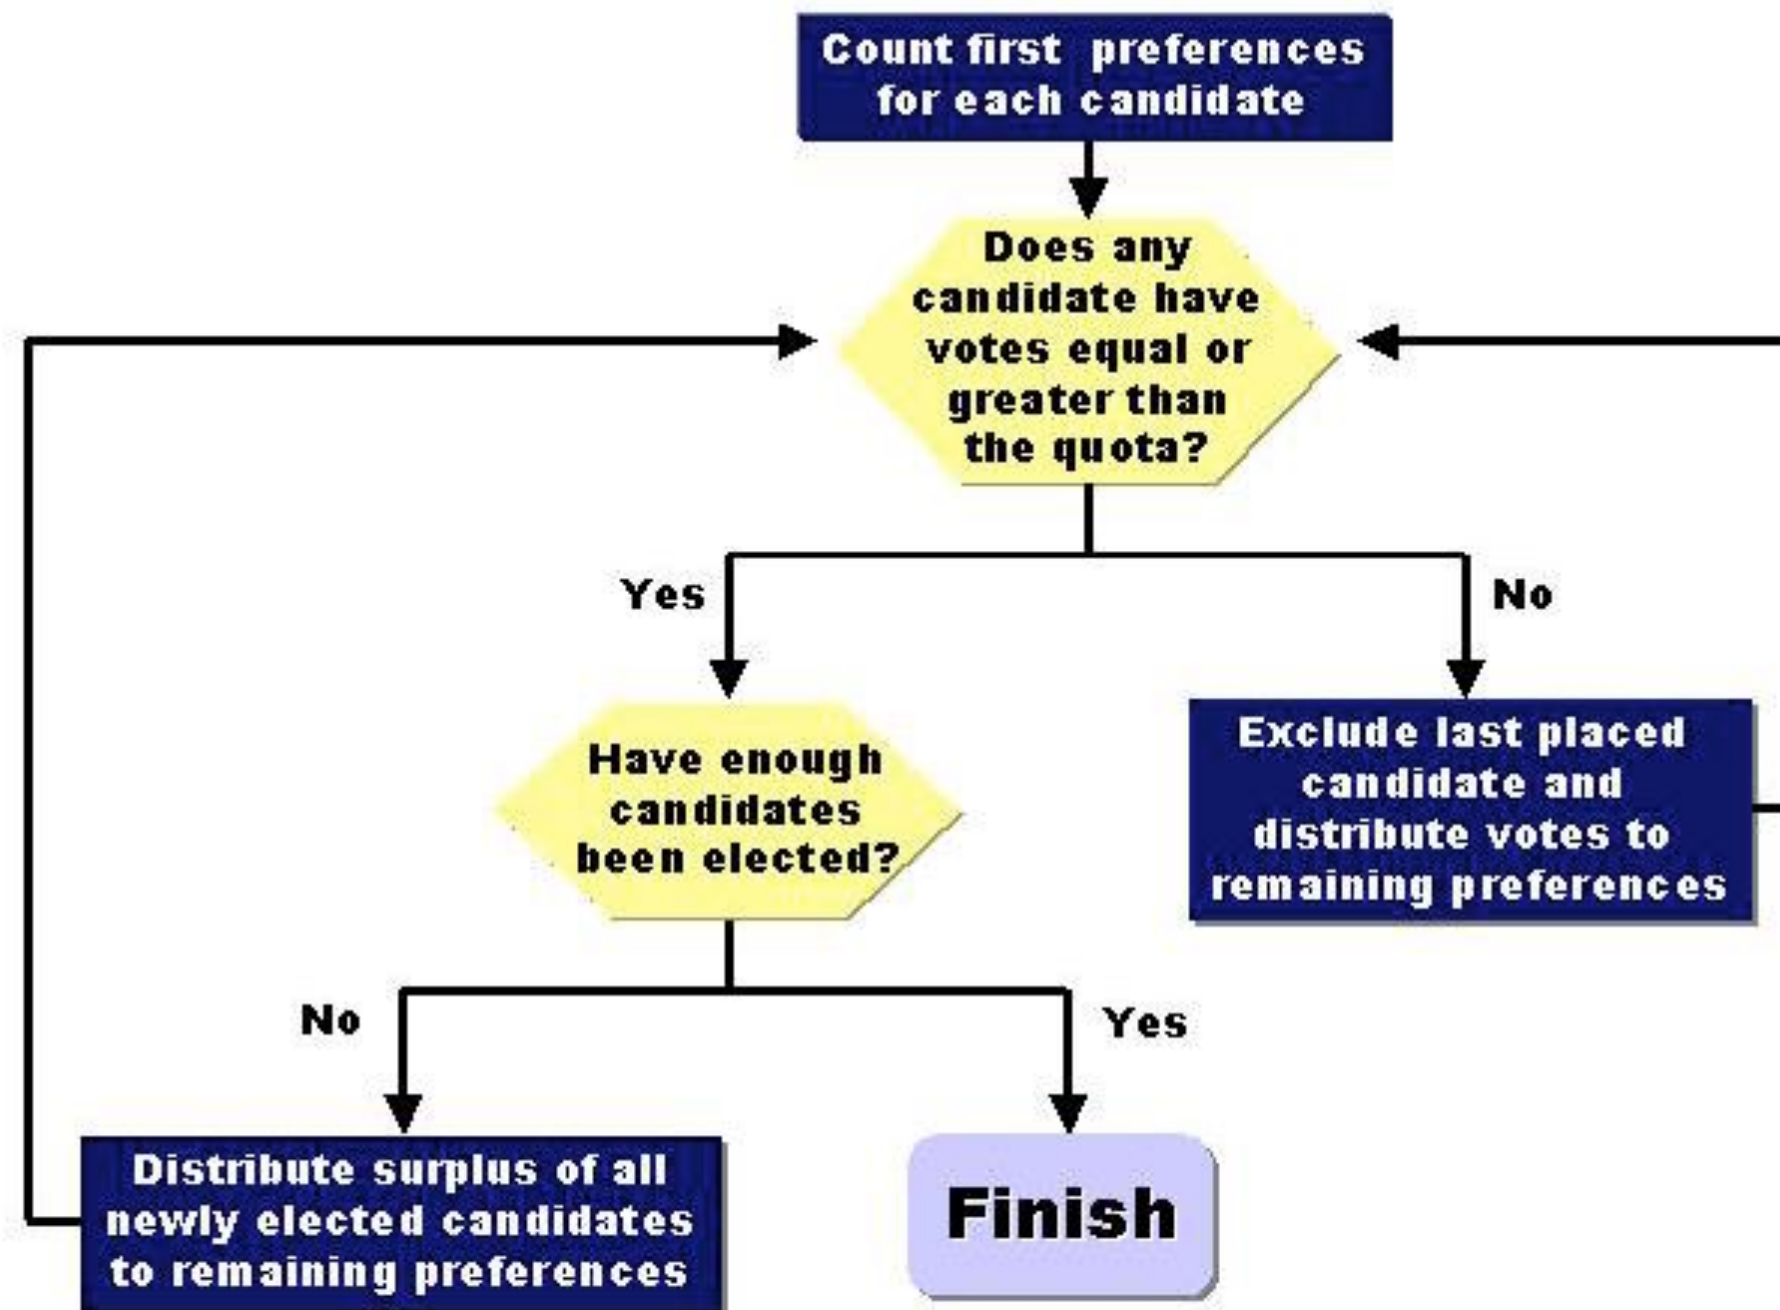 Count first preferences
for each candidate
Does any
candidate have
votes equal or
greater than
the quota?
Yes
No
Have enough
candidates
been elected?
Exclude last placed
candidate and
distribute votes to
remaining preferences
No
Yes
Distribute surplus of all
newly elected candidates
to remaining preferences
Finish